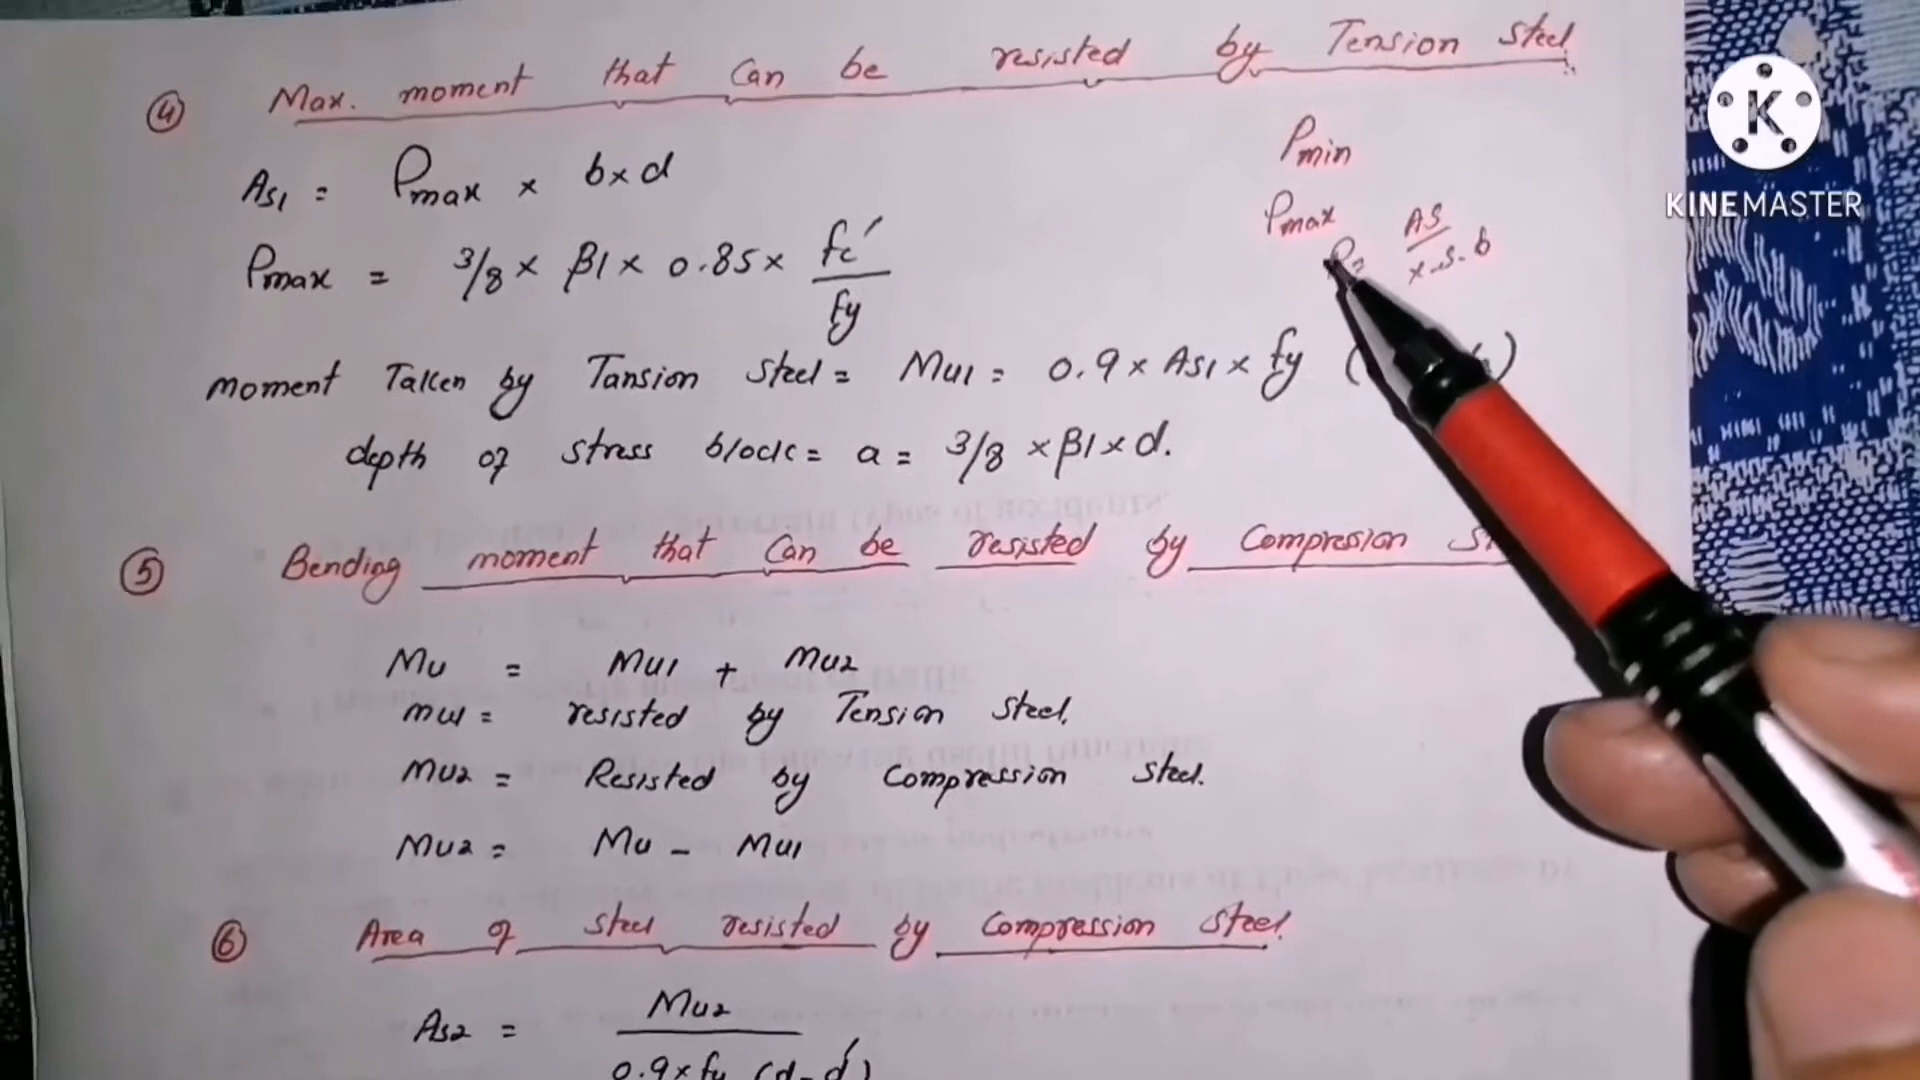 ④ Max. moment that can be resisted by Tension Steel
As1 = ρmax × b×d
ρmin
ρmax
ρ= As / x.s.b
ρmax = 3/8 × β1 × 0.85 × fc′ / fy
moment Taken by Tansion Steel = Mu1 = 0.9 × As1 × fy ( )
depth of stress block = a = 3/8 × β1 × d.
⑤ Bending moment that can be resisted by Compression
Mu = Mu1 + Mu2
mu1 = resisted by Tension Steel.
Mu2 = Resisted by Compression Steel.
Mu2 = Mu - Mu1
⑥ Area of steel resisted by Compression Steel.
As2 = Mu2 / 0.9×fy (d-d′)
K
KINEMASTER